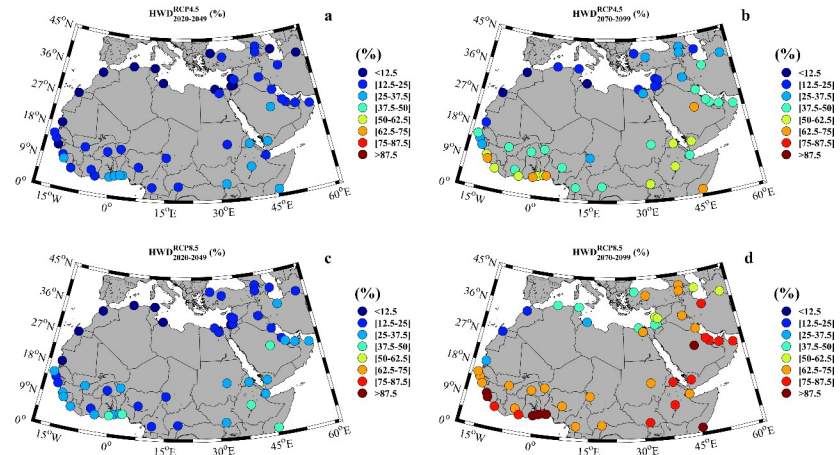 HWD RCP4.5 2020-2049 (%)
a
45°N
36°N
27°N
18°N
9°N
0°
15°W
0°
15°E
30°E
45°E
60°E
(%)
<12.5
[12.5-25]
[25-37.5]
[37.5-50]
[50-62.5]
[62.5-75]
[75-87.5]
>87.5
HWD RCP4.5 2070-2099 (%)
b
45°N
36°N
27°N
18°N
9°N
0°
15°W
0°
15°E
30°E
45°E
60°E
(%)
<12.5
[12.5-25]
[25-37.5]
[37.5-50]
[50-62.5]
[62.5-75]
[75-87.5]
>87.5
HWD RCP8.5 2020-2049 (%)
c
45°N
36°N
27°N
18°N
9°N
0°
15°W
0°
15°E
30°E
45°E
60°E
(%)
<12.5
[12.5-25]
[25-37.5]
[37.5-50]
[50-62.5]
[62.5-75]
[75-87.5]
>87.5
HWD RCP8.5 2070-2099 (%)
d
45°N
36°N
27°N
18°N
9°N
0°
15°W
0°
15°E
30°E
45°E
60°E
(%)
<12.5
[12.5-25]
[25-37.5]
[37.5-50]
[50-62.5]
[62.5-75]
[75-87.5]
>87.5